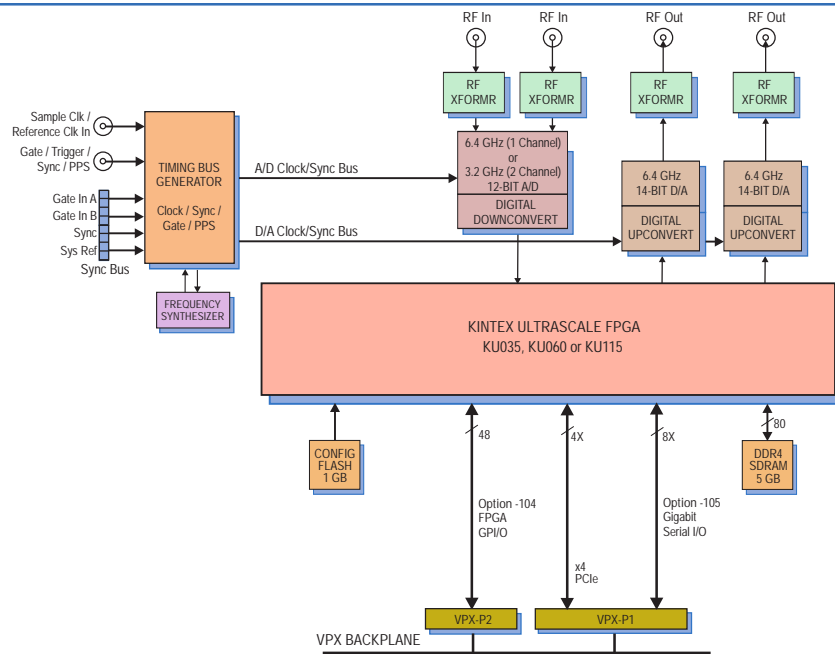 RF In
RF In
RF Out
RF Out
RF
XFORMR
RF
XFORMR
RF
XFORMR
RF
XFORMR
Sample Clk /
Reference Clk In
Gate / Trigger /
Sync / PPS
Gate In A
Gate In B
Sync
Sys Ref
Sync Bus
TIMING BUS
GENERATOR
Clock / Sync /
Gate / PPS
FREQUENCY
SYNTHESIZER
A/D Clock/Sync Bus
D/A Clock/Sync Bus
6.4 GHz (1 Channel)
or
3.2 GHz (2 Channel)
12-BIT A/D
DIGITAL
DOWNCONVERT
6.4 GHz
14-BIT D/A
DIGITAL
UPCONVERT
6.4 GHz
14-BIT D/A
DIGITAL
UPCONVERT
KINTEX ULTRASCALE FPGA
KU035, KU060 or KU115
48
4X
8X
80
CONFIG
FLASH
1 GB
DDR4
SDRAM
5 GB
Option -104
FPGA
GPI/O
Option -105
Gigabit
Serial I/O
x4
PCIe
VPX-P2
VPX-P1
VPX BACKPLANE